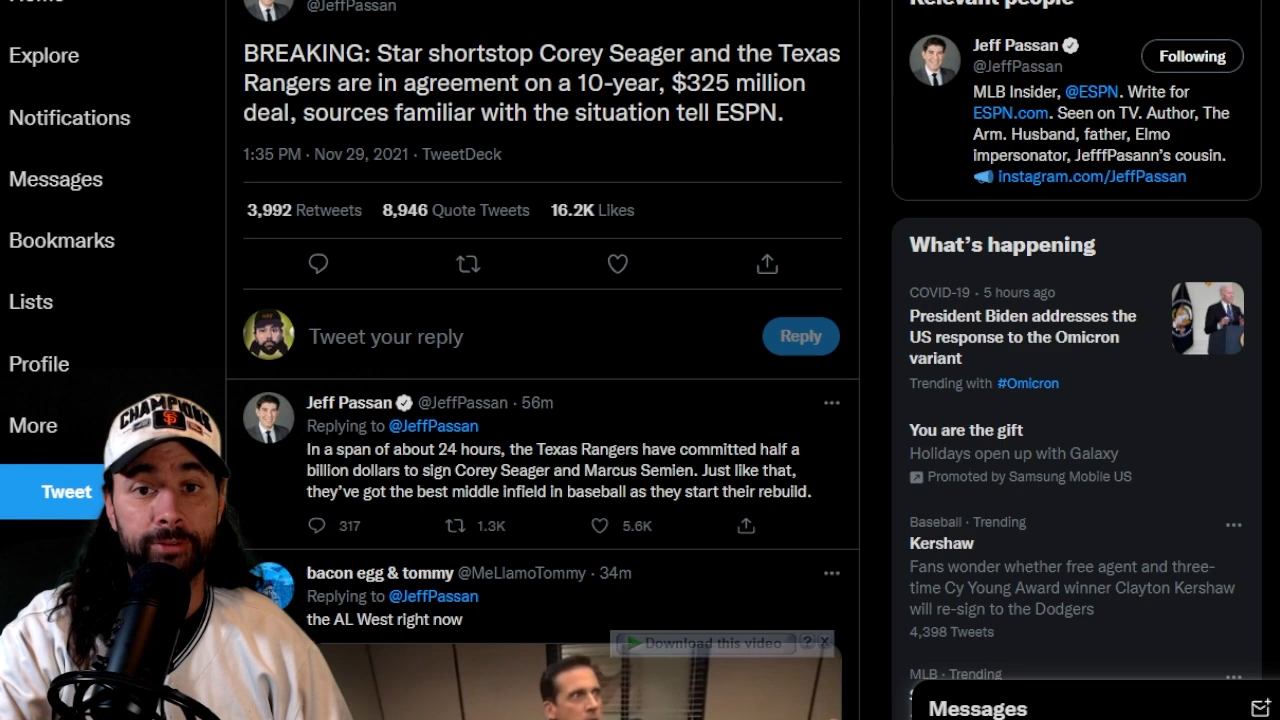 Explore
Notifications
Messages
Bookmarks
Lists
Profile
More
Tweet
CHAMPIONS
SF
@JeffPassan
BREAKING: Star shortstop Corey Seager and the Texas
Rangers are in agreement on a 10-year, $325 million
deal, sources familiar with the situation tell ESPN.
1:35 PM · Nov 29, 2021 · TweetDeck
3,992 Retweets 8,946 Quote Tweets 16.2K Likes
Tweet your reply
Reply
Jeff Passan @JeffPassan · 56m
Replying to @JeffPassan
In a span of about 24 hours, the Texas Rangers have committed half a
billion dollars to sign Corey Seager and Marcus Semien. Just like that,
they've got the best middle infield in baseball as they start their rebuild.
317 1.3K 5.6K
bacon egg & tommy @MeLlamoTommy · 34m
Replying to @JeffPassan
the AL West right now
Download this video ? X
Relevant people
Jeff Passan
@JeffPassan
Following
MLB Insider, @ESPN. Write for
ESPN.com. Seen on TV. Author, The
Arm. Husband, father, Elmo
impersonator, JefffPasann's cousin.
instagram.com/JeffPassan
What's happening
COVID-19 · 5 hours ago
President Biden addresses the
US response to the Omicron
variant
Trending with #Omicron
You are the gift
Holidays open up with Galaxy
Promoted by Samsung Mobile US
Baseball · Trending
Kershaw
Fans wonder whether free agent and three-
time Cy Young Award winner Clayton Kershaw
will re-sign to the Dodgers
4,398 Tweets
MLB · Trending
Messages